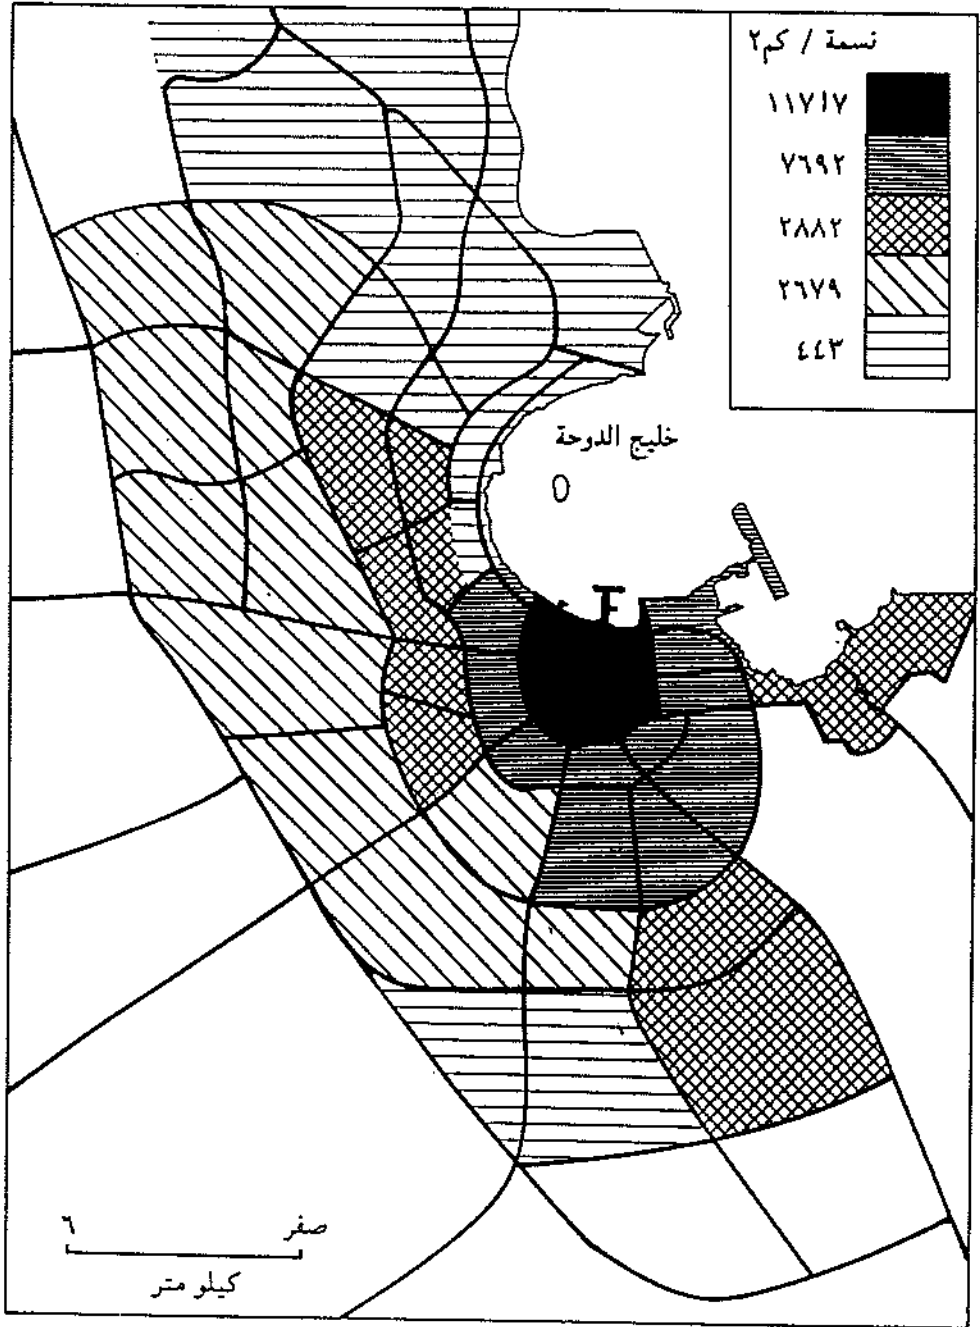 نسمة / كم٢
١١٧١٧
٧٦٩٢
٢٨٨٢
٢٦٧٩
٤٤٣
خليج الدوحة
صفر ٦
كيلو متر